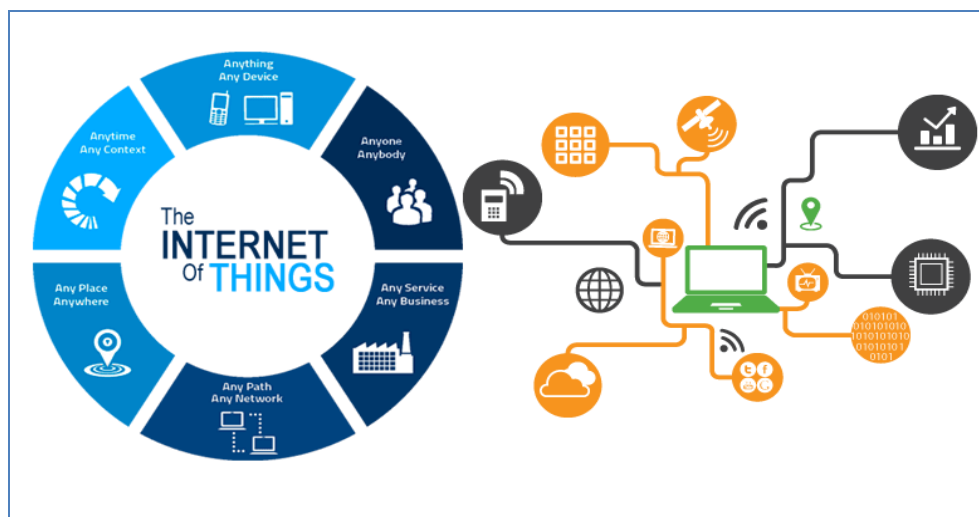 Anything
Any Device
Anyone
Anybody
Any Service
Any Business
Any Path
Any Network
Any Place
Anywhere
Anytime
Any Context
The
INTERNET
Of THINGS
010101
010101010
1010101010
01010101
0101